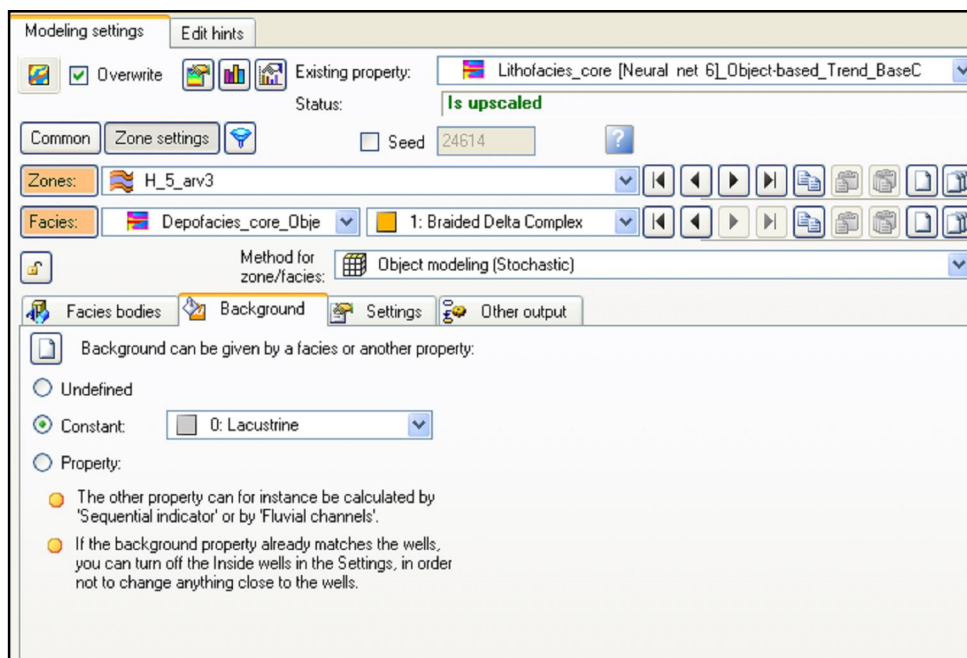 Modeling settings Edit hints
Overwrite Existing property: Lithofacies_core [Neural net 6]_Object-based_Trend_BaseC
Status: Is upscaled
Common Zone settings Seed 24614 ?
Zones: H_5_arv3
Facies: Depofacies_core_Obje 1: Braided Delta Complex
Method for
zone/facies: Object modeling (Stochastic)
Facies bodies Background Settings Other output
Background can be given by a facies or another property:
Undefined
Constant: 0: Lacustrine
Property:
The other property can for instance be calculated by
'Sequential indicator' or by 'Fluvial channels'.
If the background property already matches the wells,
you can turn off the Inside wells in the Settings, in order
not to change anything close to the wells.